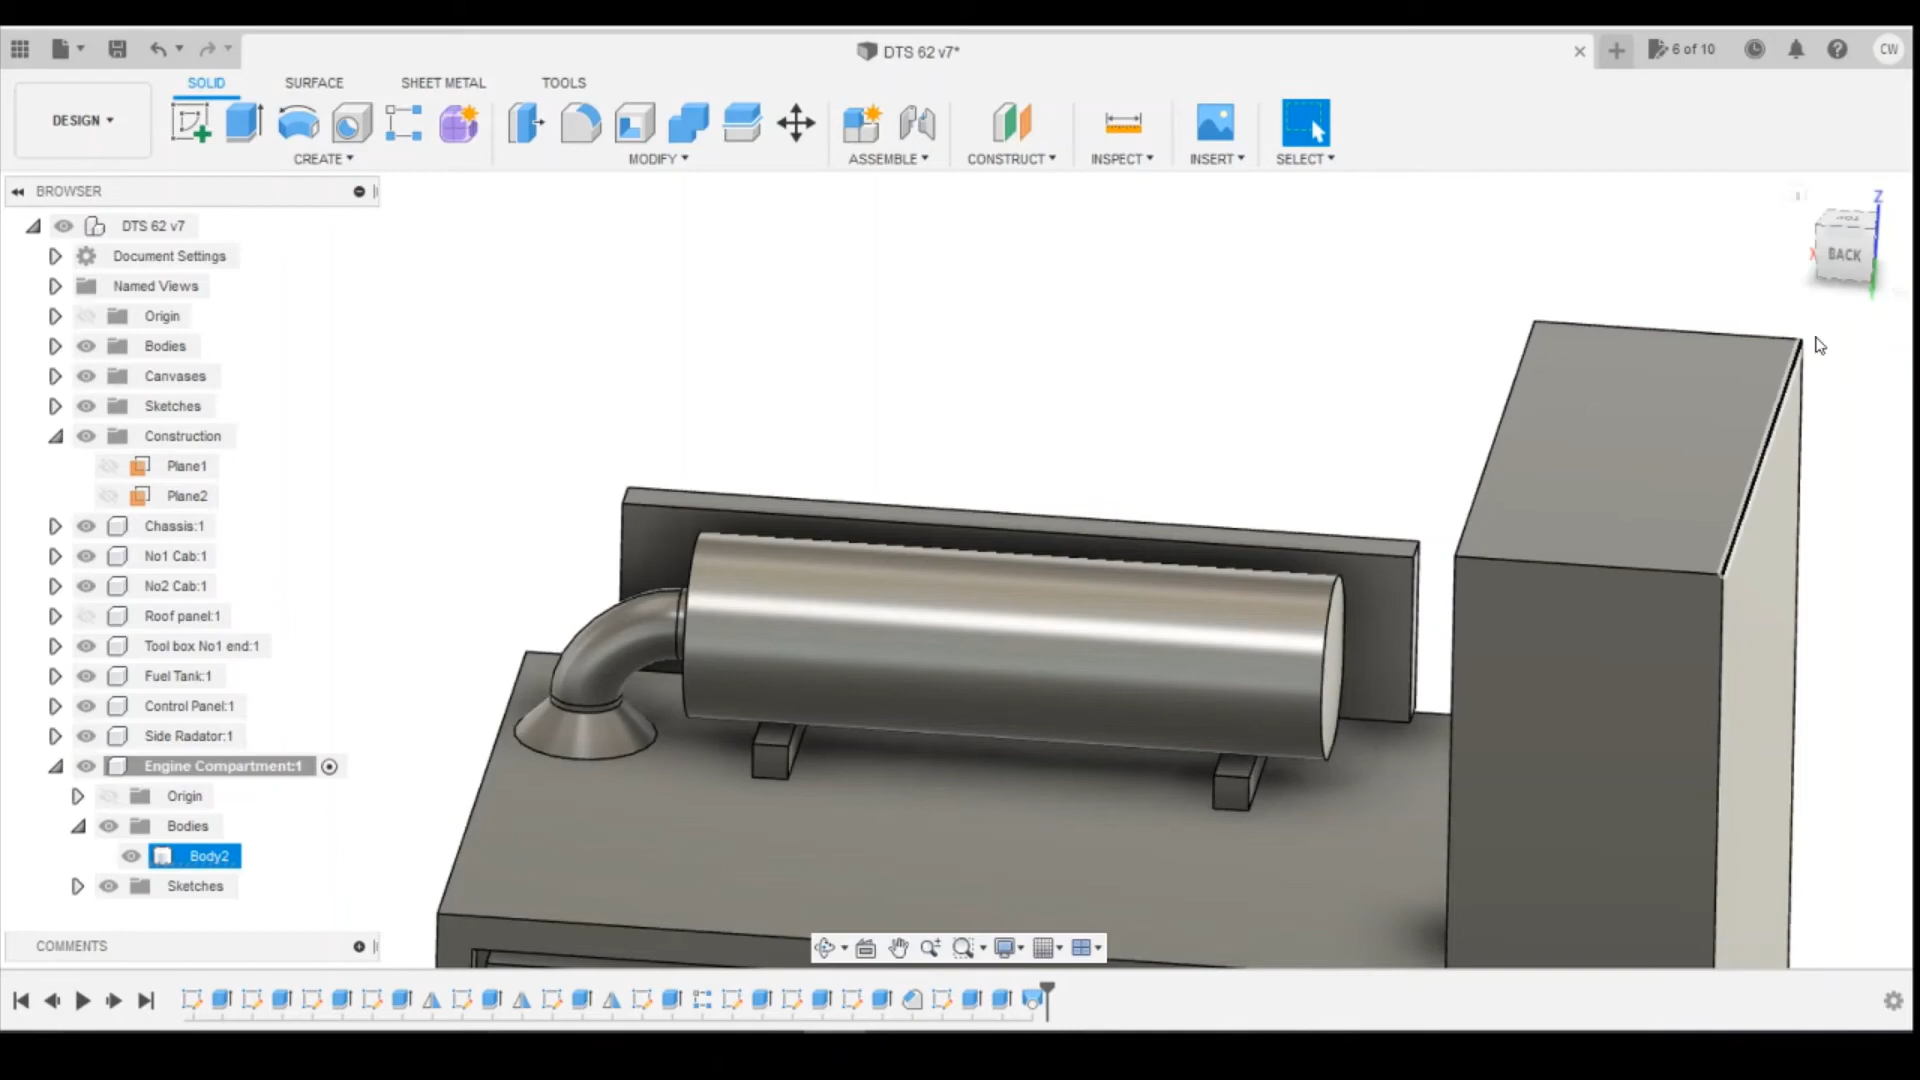 DTS 62 v7*
6 of 10
CW
DESIGN
SOLID
SURFACE
SHEET METAL
TOOLS
CREATE
MODIFY
ASSEMBLE
CONSTRUCT
INSPECT
INSERT
SELECT
BROWSER
DTS 62 v7
Document Settings
Named Views
Origin
Bodies
Canvases
Sketches
Construction
Plane1
Plane2
Chassis:1
No1 Cab:1
No2 Cab:1
Roof panel:1
Tool box No1 end:1
Fuel Tank:1
Control Panel:1
Side Radator:1
Engine Compartment:1
Origin
Bodies
Body2
Sketches
COMMENTS
Z
TOP
X
BACK